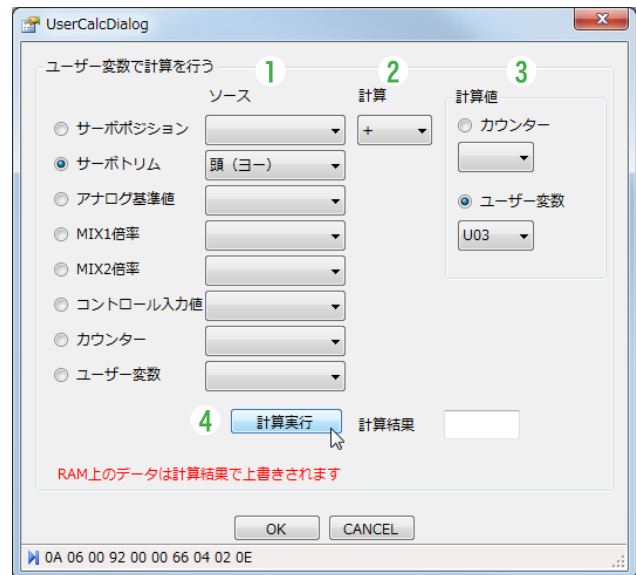 UserCalcDialog
x
ユーザー変数で計算を行う
1 2 3
ソース 計算 計算値
サーボポジション + カウンター
サーボトリム 頭（ヨー）
アナログ基準値 ユーザー変数
MIX1倍率 U03
MIX2倍率
コントロール入力値
カウンター
ユーザー変数
4 計算実行 計算結果
RAM上のデータは計算結果で上書きされます
OK CANCEL
0A 06 00 92 00 00 66 04 02 0E